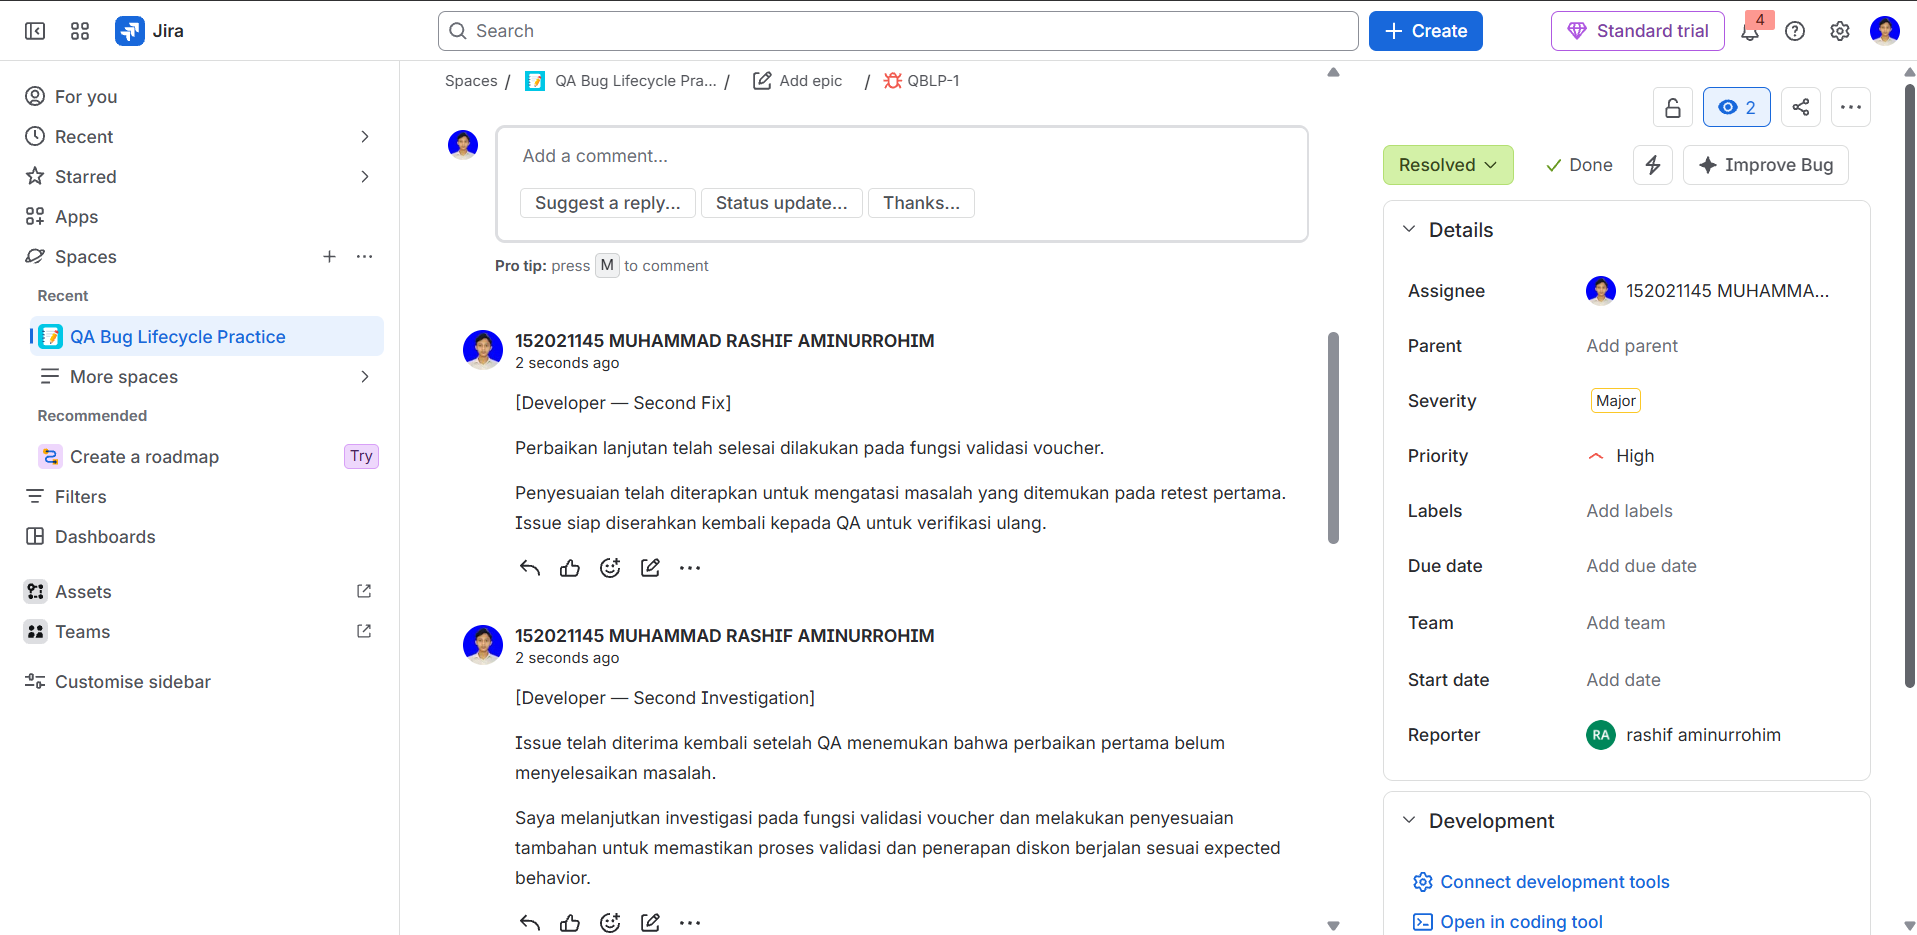 Jira
Search
Create
Standard trial
4
For you
Recent
Starred
Apps
Spaces
Recent
QA Bug Lifecycle Practice
More spaces
Recommended
Create a roadmap
Try
Filters
Dashboards
Assets
Teams
Customise sidebar
Spaces / QA Bug Lifecycle Pra... / Add epic / QBLP-1
Add a comment...
Suggest a reply...
Status update...
Thanks...
Pro tip: press M to comment
152021145 MUHAMMAD RASHIF AMINURROHIM
2 seconds ago
[Developer — Second Fix]
Perbaikan lanjutan telah selesai dilakukan pada fungsi validasi voucher.
Penyesuaian telah diterapkan untuk mengatasi masalah yang ditemukan pada retest pertama.
Issue siap diserahkan kembali kepada QA untuk verifikasi ulang.
152021145 MUHAMMAD RASHIF AMINURROHIM
2 seconds ago
[Developer — Second Investigation]
Issue telah diterima kembali setelah QA menemukan bahwa perbaikan pertama belum
menyelesaikan masalah.
Saya melanjutkan investigasi pada fungsi validasi voucher dan melakukan penyesuaian
tambahan untuk memastikan proses validasi dan penerapan diskon berjalan sesuai expected
behavior.
2
Resolved
Done
Improve Bug
Details
Assignee 152021145 MUHAMMA...
Parent Add parent
Severity Major
Priority High
Labels Add labels
Due date Add due date
Team Add team
Start date Add date
Reporter RA rashif aminurrohim
Development
Connect development tools
Open in coding tool